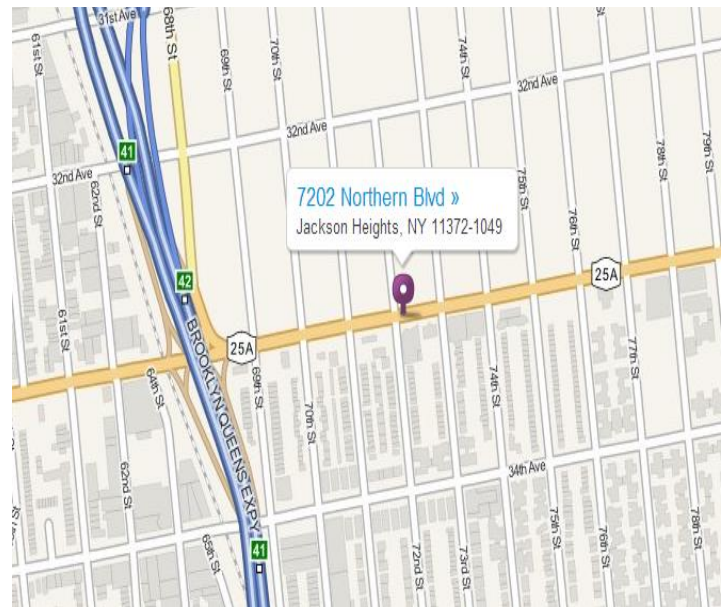 31st Ave
61st St
68th St
69th St
70th St
74th St
41
32nd Ave
32nd Ave
62nd St
75th St
76th St
78th St
79th St
7202 Northern Blvd »
Jackson Heights, NY 11372-1049
42
25A
25A
61st St
BROOKLYN QUEENS EXPY
64th St
69th St
70th St
74th St
77th St
34th Ave
62nd St
65th St
41
72nd St
73rd St
75th St
76th St
78th St